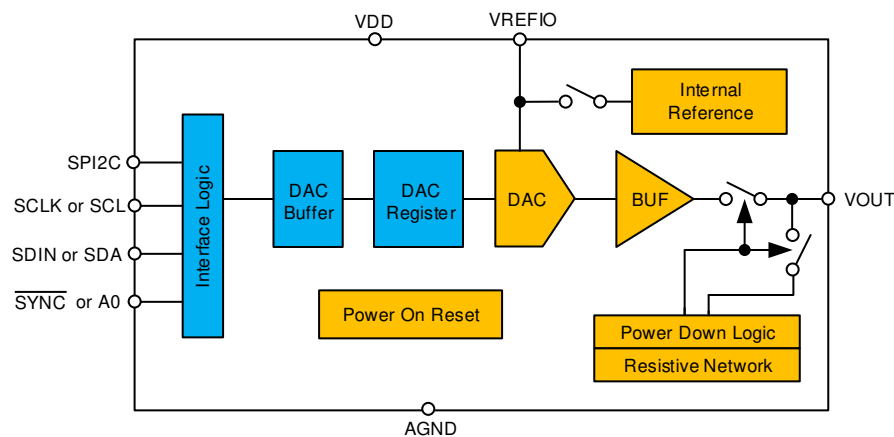 VDD
VREFIO
Internal
Reference
SPI2C
SCLK or SCL
SDIN or SDA
SYNC or A0
Interface Logic
DAC
Buffer
DAC
Register
DAC
BUF
VOUT
Power On Reset
Power Down Logic
Resistive Network
AGND